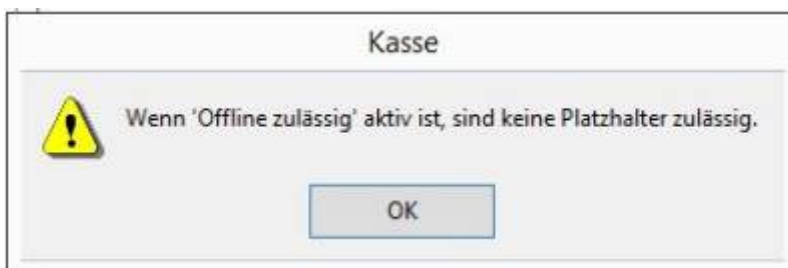 Kasse
Wenn 'Offline zulässig' aktiv ist, sind keine Platzhalter zulässig.
OK